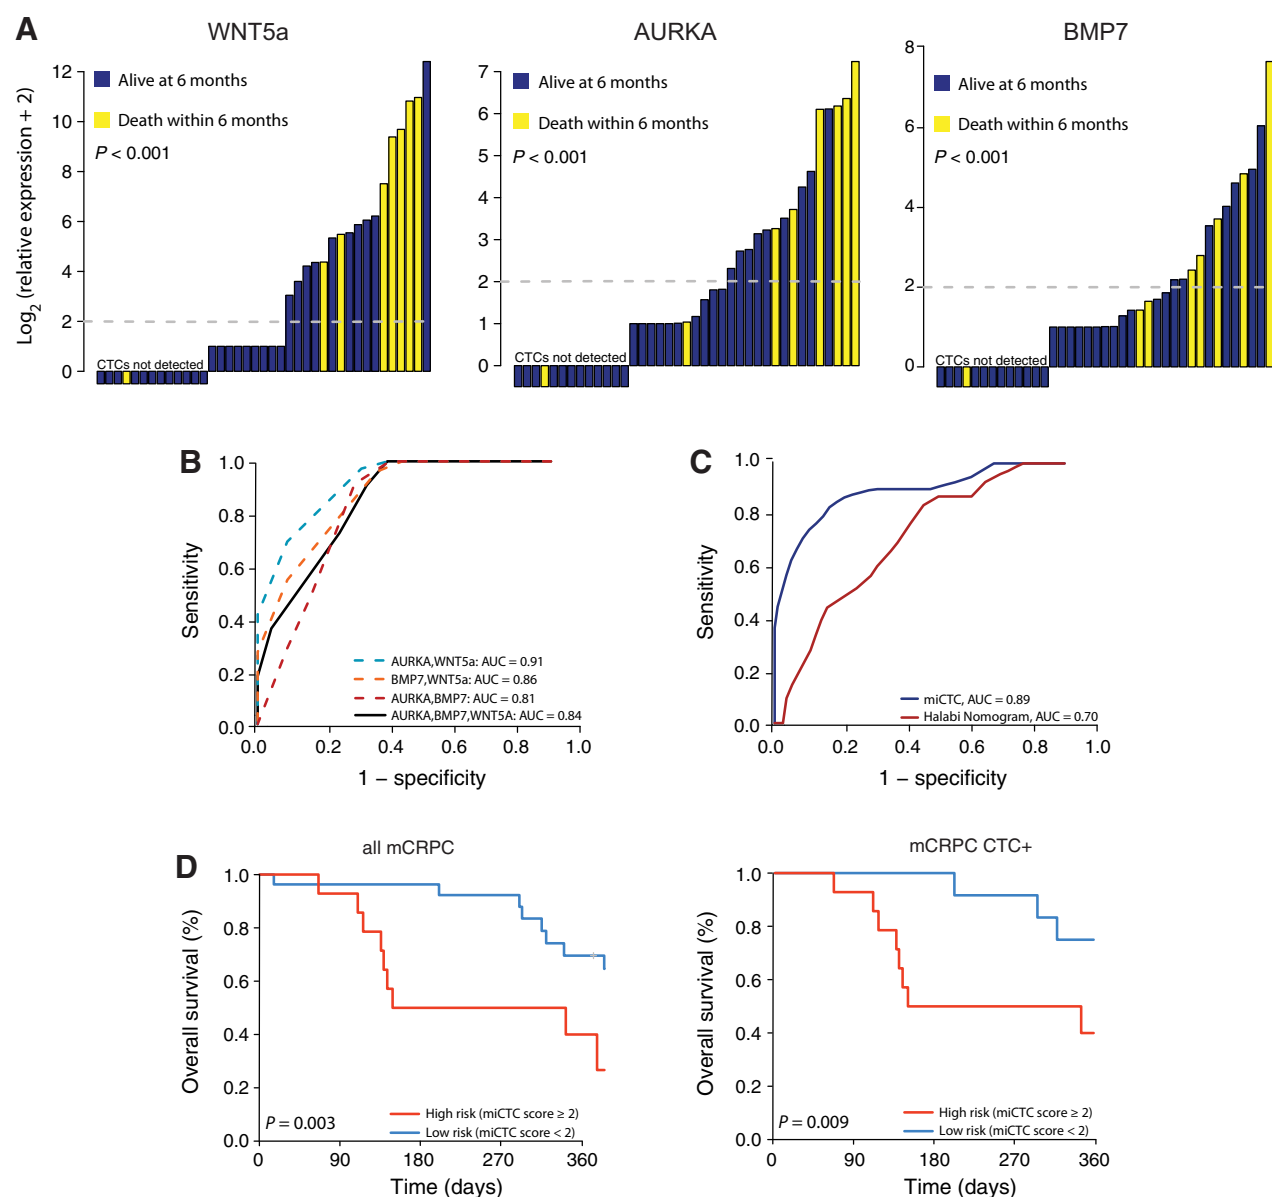 A
WNT5a
AURKA
BMP7
Log2 (relative expression + 2)
12
10
8
6
4
2
0
Alive at 6 months
Death within 6 months
P < 0.001
CTCs not detected
7
6
5
4
3
2
1
0
Alive at 6 months
Death within 6 months
P < 0.001
CTCs not detected
8
6
4
2
0
Alive at 6 months
Death within 6 months
P < 0.001
CTCs not detected
B
Sensitivity
1.0
0.8
0.6
0.4
0.2
0.0
AURKA,WNT5a: AUC = 0.91
BMP7,WNT5a: AUC = 0.86
AURKA,BMP7: AUC = 0.81
AURKA,BMP7,WNT5A: AUC = 0.84
0.0 0.2 0.4 0.6 0.8 1.0
1 − specificity
C
Sensitivity
1.0
0.8
0.6
0.4
0.2
0.0
miCTC, AUC = 0.89
Halabi Nomogram, AUC = 0.70
0.0 0.2 0.4 0.6 0.8 1.0
1 − specificity
D
all mCRPC
Overall survival (%)
1.0
0.8
0.6
0.4
0.2
0.0
P = 0.003
High risk (miCTC score ≥ 2)
Low risk (miCTC score < 2)
0 90 180 270 360
Time (days)
mCRPC CTC+
Overall survival (%)
1.0
0.8
0.6
0.4
0.2
0.0
P = 0.009
High risk (miCTC score ≥ 2)
Low risk (miCTC score < 2)
0 90 180 270 360
Time (days)